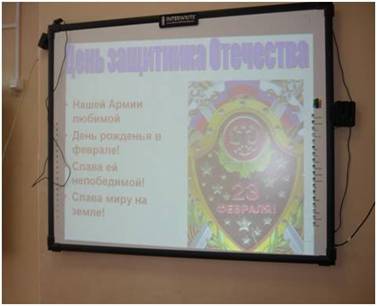 INTERWRITE
День защитника Отечества
Нашей Армии
любимой
День рожденья в
феврале!
Слава ей
непобедимой!
Слава миру на
земле!
23
ФЕВРАЛЯ!